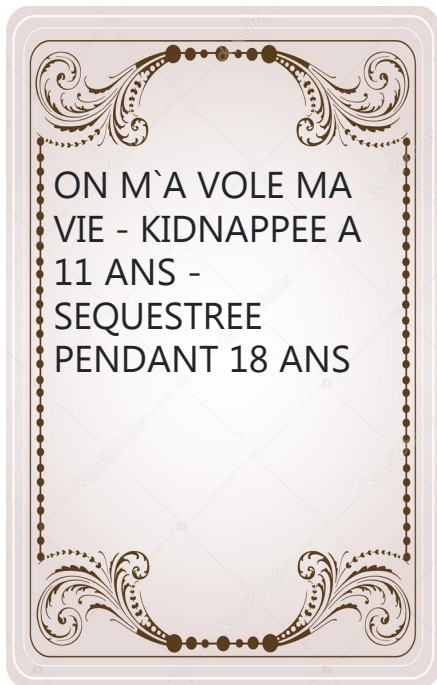 ON M`A VOLE MA
VIE - KIDNAPPEE A
11 ANS -
SEQUESTREE
PENDANT 18 ANS